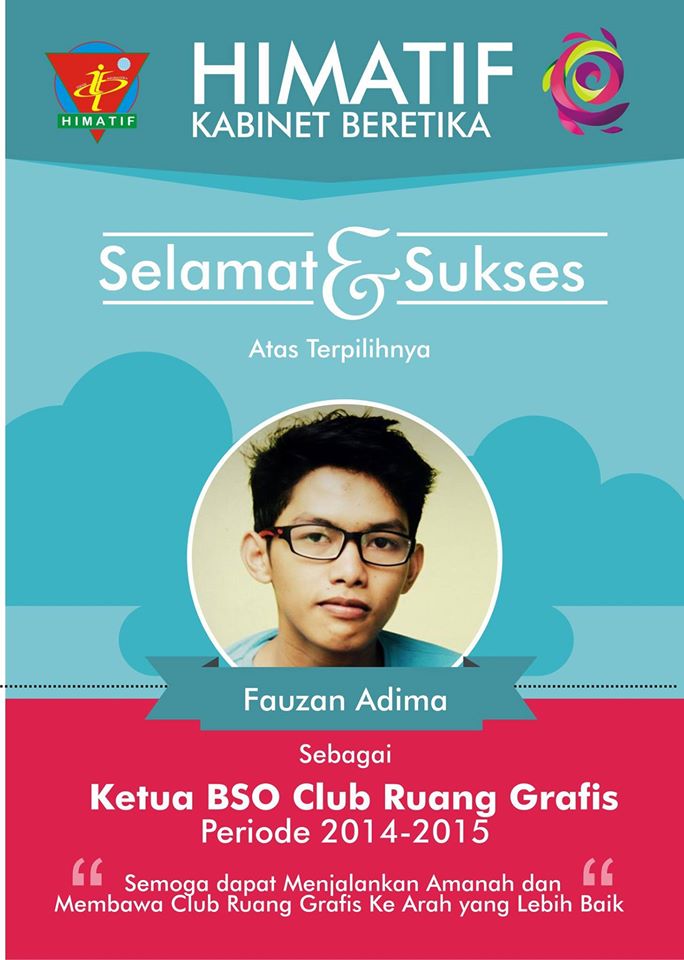 HIMATIF
HIMATIF
KABINET BERETIKA
Selamat & Sukses
Atas Terpilihnya
Fauzan Adima
Sebagai
Ketua BSO Club Ruang Grafis
Periode 2014-2015
“ Semoga dapat Menjalankan Amanah dan “
Membawa Club Ruang Grafis Ke Arah yang Lebih Baik